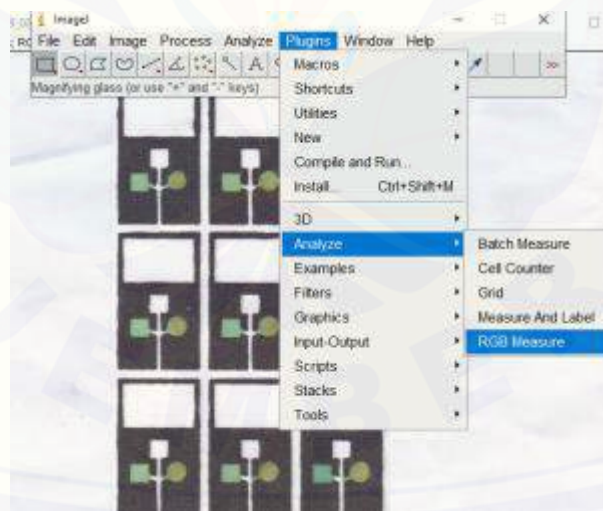 ImageJ
File Edit Image Process Analyze Plugins Window Help
Magnifying glass (or use "+" and "-" keys)
Macros
Shortcuts
Utilities
New
Compile and Run...
Install... Ctrl+Shift+M
3D
Analyze
Examples
Filters
Graphics
Input-Output
Scripts
Stacks
Tools
Batch Measure
Cell Counter
Grid
Measure And Label
RGB Measure